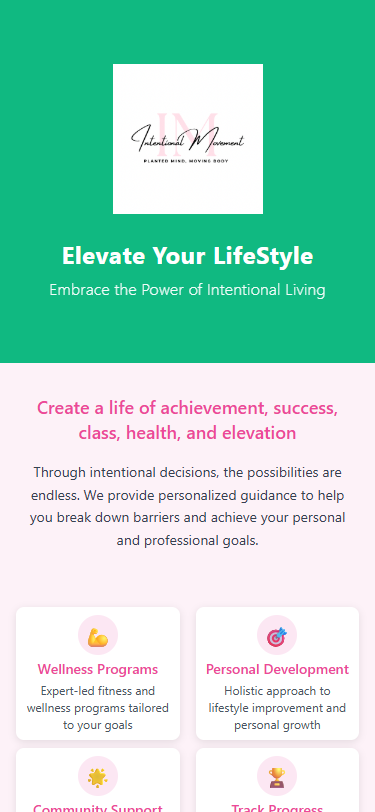 IM
Intentional Movement
PLANTED MIND, MOVING BODY
Elevate Your LifeStyle
Embrace the Power of Intentional Living
Create a life of achievement, success,
class, health, and elevation
Through intentional decisions, the possibilities are
endless. We provide personalized guidance to help
you break down barriers and achieve your personal
and professional goals.
Wellness Programs
Expert-led fitness and
wellness programs tailored
to your goals
Personal Development
Holistic approach to
lifestyle improvement and
personal growth
Community Support
Track Progress